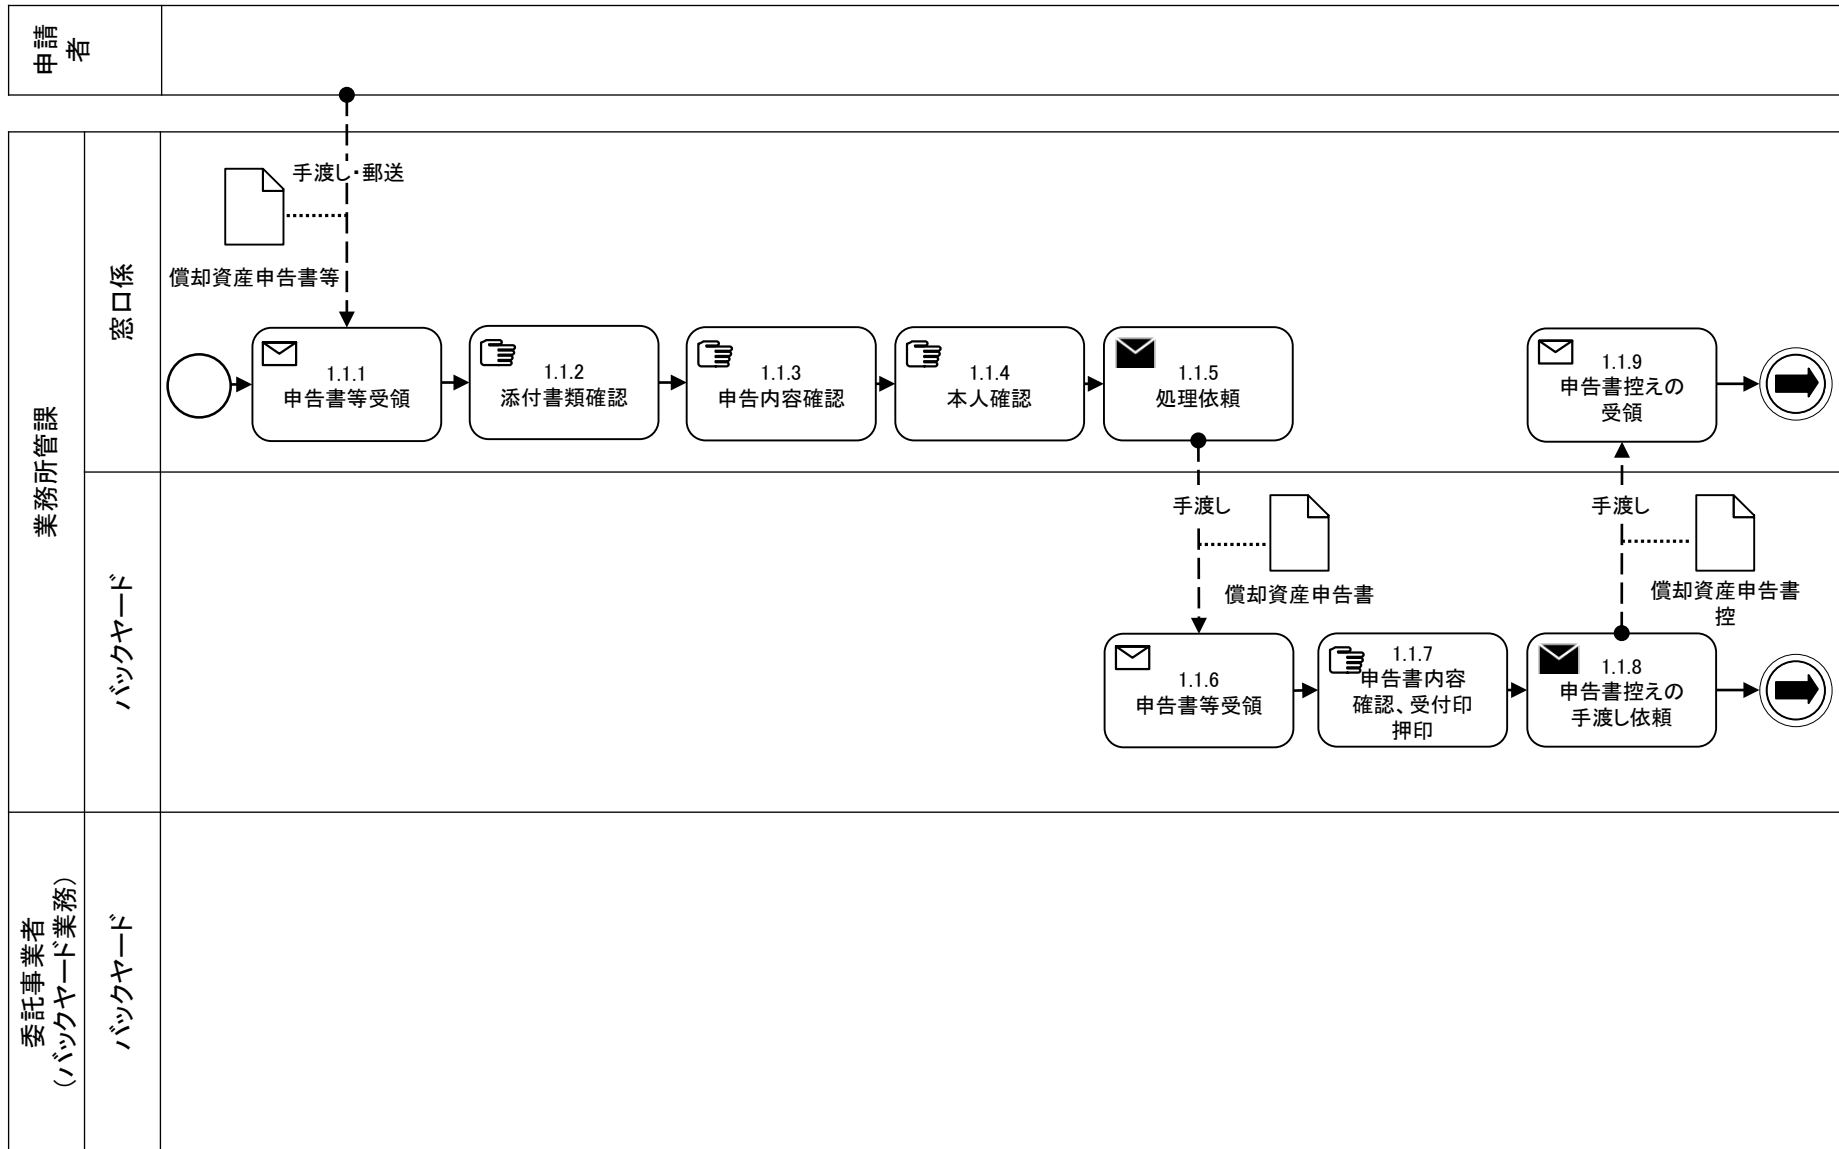 申請
者
業務所管課
窓口係
手渡し・郵送
償却資産申告書等
1.1.1
申告書等受領
1.1.2
添付書類確認
1.1.3
申告内容確認
1.1.4
本人確認
1.1.5
処理依頼
1.1.9
申告書控えの
受領
バックヤード
手渡し
償却資産申告書
手渡し
償却資産申告書
控
1.1.6
申告書等受領
1.1.7
申告書内容
確認、受付印
押印
1.1.8
申告書控えの
手渡し依頼
委託事業者
（バックヤード業務）
バックヤード